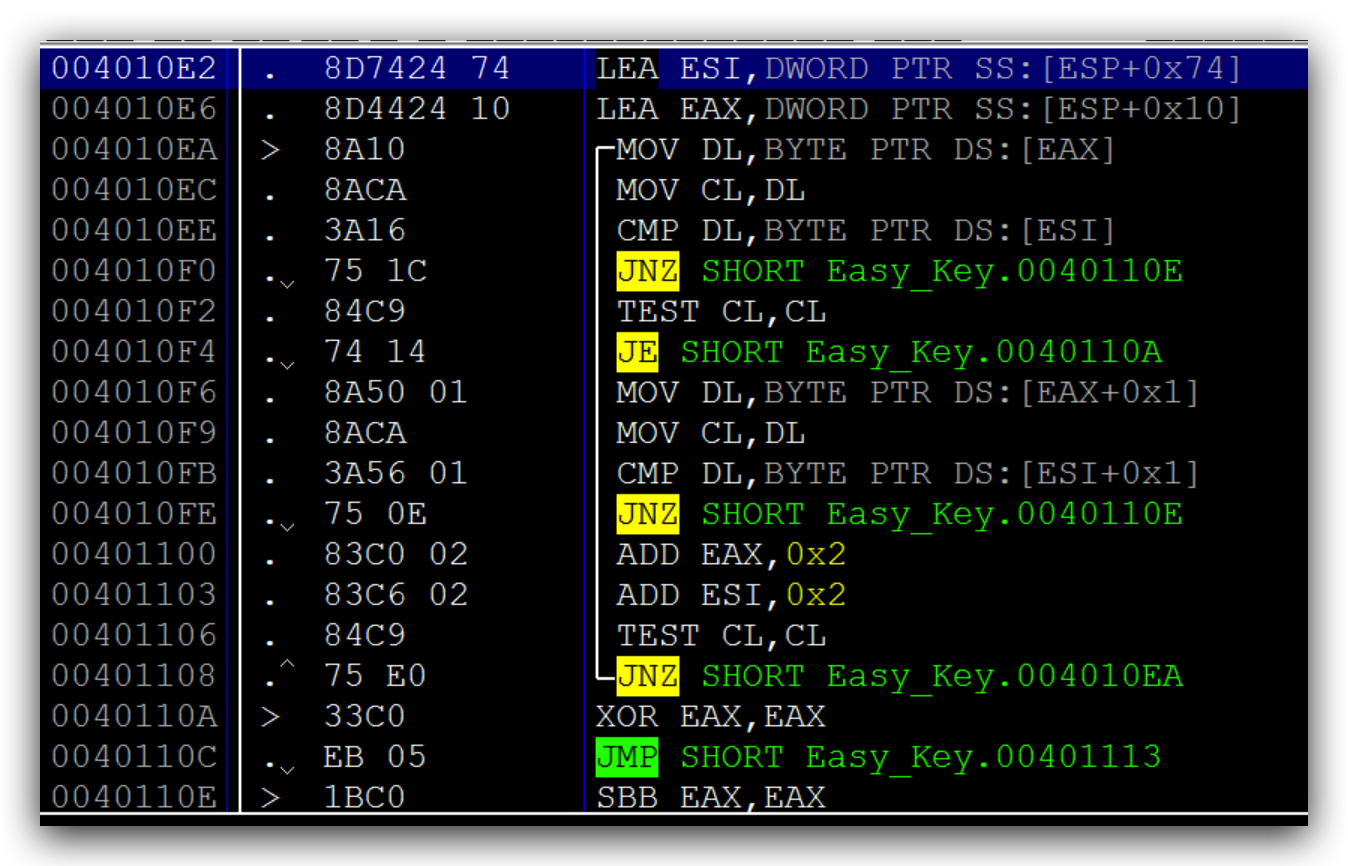 004010E2 . 8D7424 74 LEA ESI,DWORD PTR SS:[ESP+0x74]
004010E6 . 8D4424 10 LEA EAX,DWORD PTR SS:[ESP+0x10]
004010EA > 8A10 MOV DL,BYTE PTR DS:[EAX]
004010EC . 8ACA MOV CL,DL
004010EE . 3A16 CMP DL,BYTE PTR DS:[ESI]
004010F0 . 75 1C JNZ SHORT Easy_Key.0040110E
004010F2 . 84C9 TEST CL,CL
004010F4 . 74 14 JE SHORT Easy_Key.0040110A
004010F6 . 8A50 01 MOV DL,BYTE PTR DS:[EAX+0x1]
004010F9 . 8ACA MOV CL,DL
004010FB . 3A56 01 CMP DL,BYTE PTR DS:[ESI+0x1]
004010FE . 75 0E JNZ SHORT Easy_Key.0040110E
00401100 . 83C0 02 ADD EAX,0x2
00401103 . 83C6 02 ADD ESI,0x2
00401106 . 84C9 TEST CL,CL
00401108 .^ 75 E0 JNZ SHORT Easy_Key.004010EA
0040110A > 33C0 XOR EAX,EAX
0040110C . EB 05 JMP SHORT Easy_Key.00401113
0040110E > 1BC0 SBB EAX,EAX